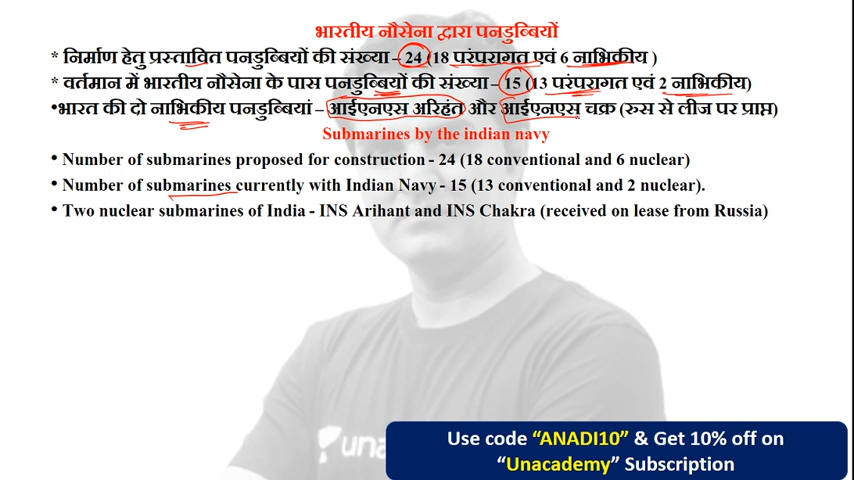 भारतीय नौसेना द्वारा पनडुब्बियों
* निर्माण हेतु प्रस्तावित पनडुब्बियों की संख्या – 24 (18 परंपरागत एवं 6 नाभिकीय )
* वर्तमान में भारतीय नौसेना के पास पनडुब्बियों की संख्या – 15 (13 परंपरागत एवं 2 नाभिकीय)
•भारत की दो नाभिकीय पनडुब्बियां – आईएनएस अरिहंत और आईएनएस चक्र (रुस से लीज पर प्राप्त)
Submarines by the indian navy
• Number of submarines proposed for construction - 24 (18 conventional and 6 nuclear)
• Number of submarines currently with Indian Navy - 15 (13 conventional and 2 nuclear).
• Two nuclear submarines of India - INS Arihant and INS Chakra (received on lease from Russia)
una
Use code “ANADI10” & Get 10% off on
“Unacademy” Subscription